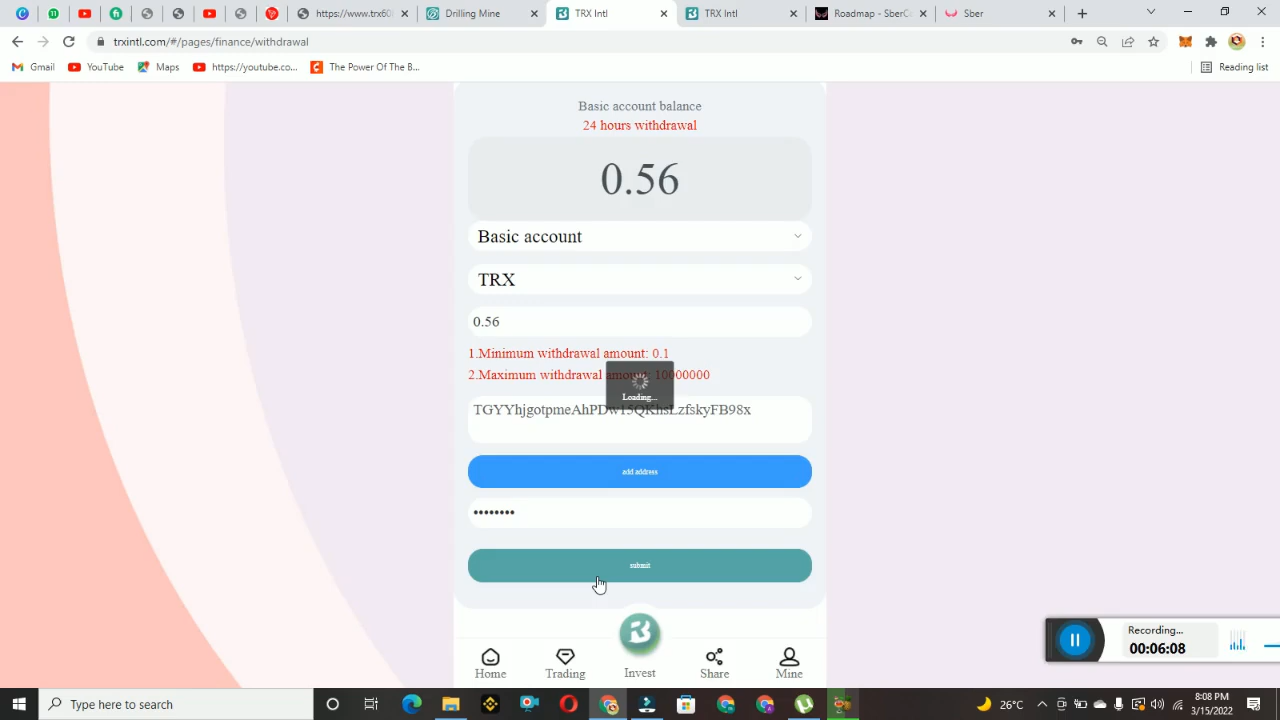 https://www.trx60
Drilling Mine
TRX Intl
TRX Intl
Roadmap - SberC
Sber
trxintl.com/#/pages/finance/withdrawal
Gmail
YouTube
Maps
https://youtube.co...
The Power Of The B...
Reading list
Basic account balance
24 hours withdrawal
0.56
Basic account
TRX
0.56
1.Minimum withdrawal amount: 0.1
2.Maximum withdrawal amount: 10000000
Loading...
TGYYhjgotpmeAhPDw15QKhsLzfskyFB98x
add address
••••••••
submit
Home
Trading
Invest
Share
Mine
Recording...
00:06:08
Type here to search
26°C
8:08 PM
3/15/2022